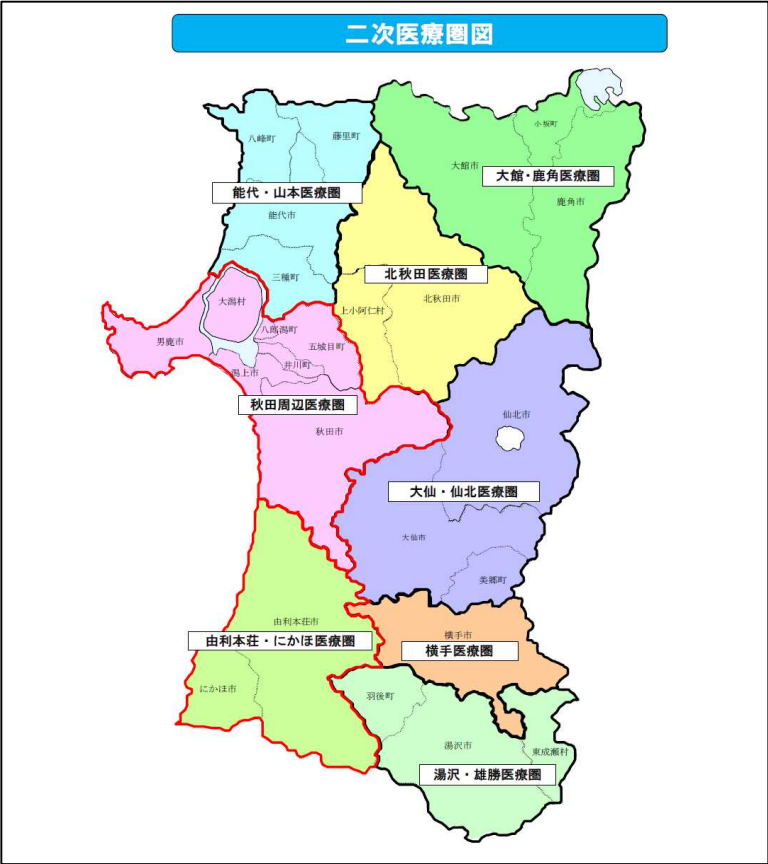 二次医療圏図
小坂町
八峰町
藤里町
大館市
大館・鹿角医療圏
能代・山本医療圏
鹿角市
能代市
北秋田医療圏
三種町
大潟村
北秋田市
上小阿仁村
八郎潟町
男鹿市
五城目町
井川町
潟上市
秋田周辺医療圏
仙北市
秋田市
大仙・仙北医療圏
大仙市
美郷町
由利本荘市
横手市
由利本荘・にかほ医療圏
横手医療圏
にかほ市
羽後町
湯沢市
東成瀬村
湯沢・雄勝医療圏